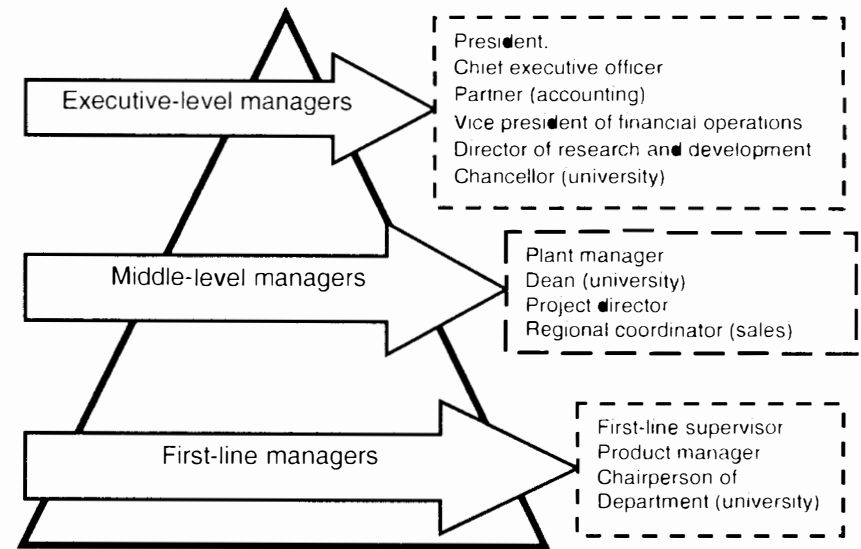 Executive-level managers
President.
Chief executive officer
Partner (accounting)
Vice president of financial operations
Director of research and development
Chancellor (university)
Middle-level managers
Plant manager
Dean (university)
Project director
Regional coordinator (sales)
First-line managers
First-line supervisor
Product manager
Chairperson of
Department (university)